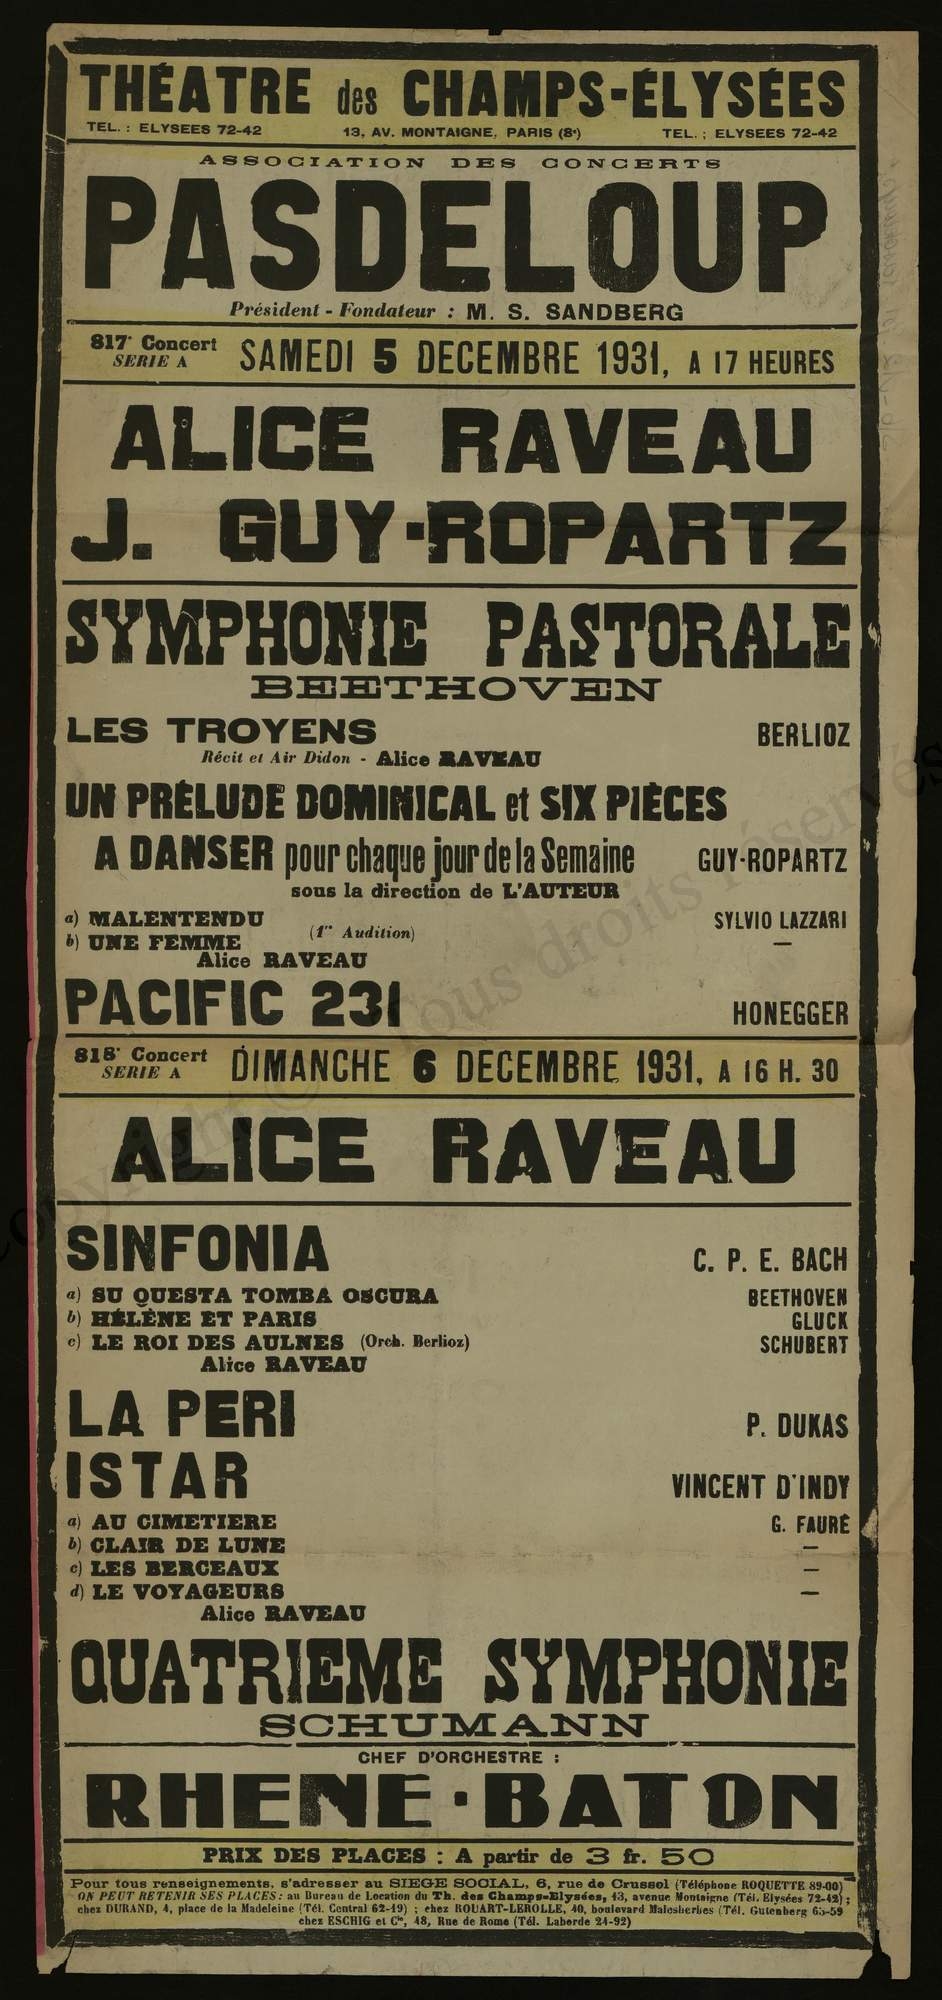 THÉATRE des CHAMPS-ÉLYSÉES
TEL. : ELYSEES 72-42 13, AV. MONTAIGNE, PARIS (8e) TEL. : ELYSEES 72-42
ASSOCIATION DES CONCERTS
PASDELOUP
Président - Fondateur : M. S. SANDBERG
817e Concert
SERIE A
SAMEDI 5 DECEMBRE 1931, A 17 HEURES
ALICE RAVEAU
J. GUY-ROPARTZ
SYMPHONIE PASTORALE
BEETHOVEN
LES TROYENS BERLIOZ
Récit et Air Didon - Alice RAVEAU
UN PRÉLUDE DOMINICAL et SIX PIÈCES
A DANSER pour chaque jour de la Semaine GUY-ROPARTZ
sous la direction de L'AUTEUR
a) MALENTENDU SYLVIO LAZZARI
(1re Audition)
b) UNE FEMME —
Alice RAVEAU
PACIFIC 231 HONEGGER
818e Concert
SERIE A
DIMANCHE 6 DECEMBRE 1931, A 16 H. 30
ALICE RAVEAU
SINFONIA C. P. E. BACH
a) SU QUESTA TOMBA OSCURA BEETHOVEN
b) HÉLÈNE ET PARIS GLUCK
c) LE ROI DES AULNES (Orch. Berlioz) SCHUBERT
Alice RAVEAU
LA PERI P. DUKAS
ISTAR VINCENT D'INDY
a) AU CIMETIERE G. FAURÉ
b) CLAIR DE LUNE —
c) LES BERCEAUX —
d) LE VOYAGEURS —
Alice RAVEAU
QUATRIEME SYMPHONIE
SCHUMANN
CHEF D'ORCHESTRE :
RHENÉ-BATON
PRIX DES PLACES : A partir de 3 fr. 50
Pour tous renseignements, s'adresser au SIEGE SOCIAL, 6, rue de Crussol (Téléphone ROQUETTE 89-00)
ON PEUT RETENIR SES PLACES : au Bureau de Location du Th. des Champs-Elysées, 13, avenue Montaigne (Tél. Elysées 72-42) ;
chez DURAND, 4, place de la Madeleine (Tél. Central 62-19) ; chez ROUART-LEROLLE, 40, boulevard Malesherbes (Tél. Gutenberg 65-59
chez ESCHIG et Cie, 48, Rue de Rome (Tél. Laborde 24-92)
Copyright © Tous droits réservés